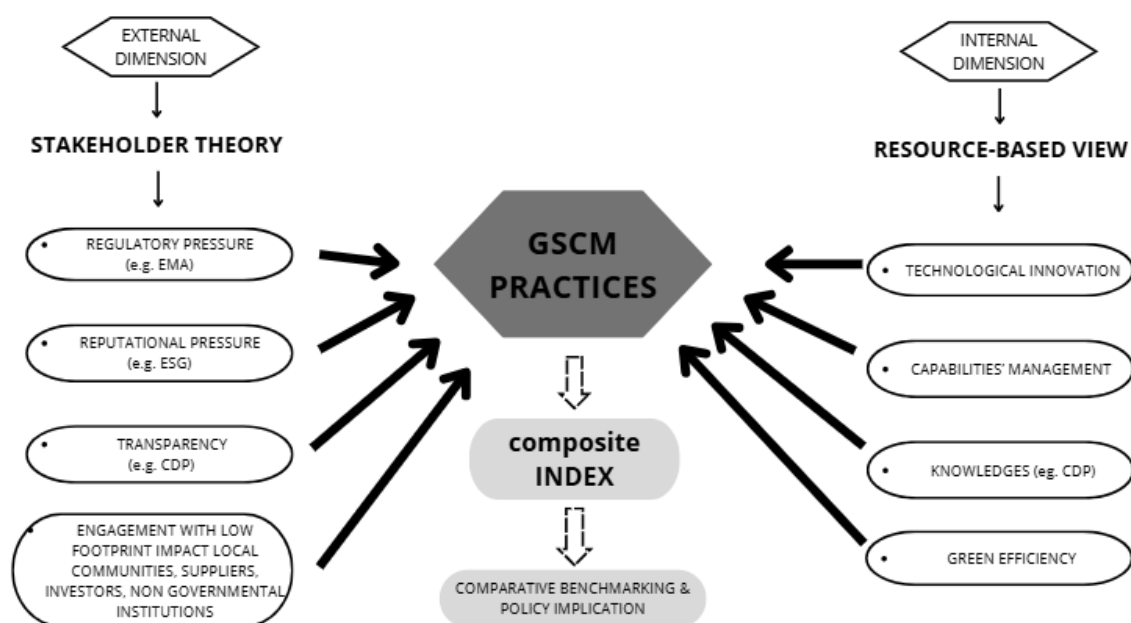 EXTERNAL
DIMENSION
STAKEHOLDER THEORY
• REGULATORY PRESSURE
(e.g. EMA)
• REPUTATIONAL PRESSURE
(e.g. ESG)
• TRANSPARENCY
(e.g. CDP)
• ENGAGEMENT WITH LOW
FOOTPRINT IMPACT LOCAL
COMMUNITIES, SUPPLIERS,
INVESTORS, NON GOVERNMENTAL
INSTITUTIONS
GSCM
PRACTICES
composite
INDEX
COMPARATIVE BENCHMARKING &
POLICY IMPLICATION
INTERNAL
DIMENSION
RESOURCE-BASED VIEW
• TECHNOLOGICAL INNOVATION
• CAPABILITIES’ MANAGEMENT
• KNOWLEDGES (eg. CDP)
• GREEN EFFICIENCY